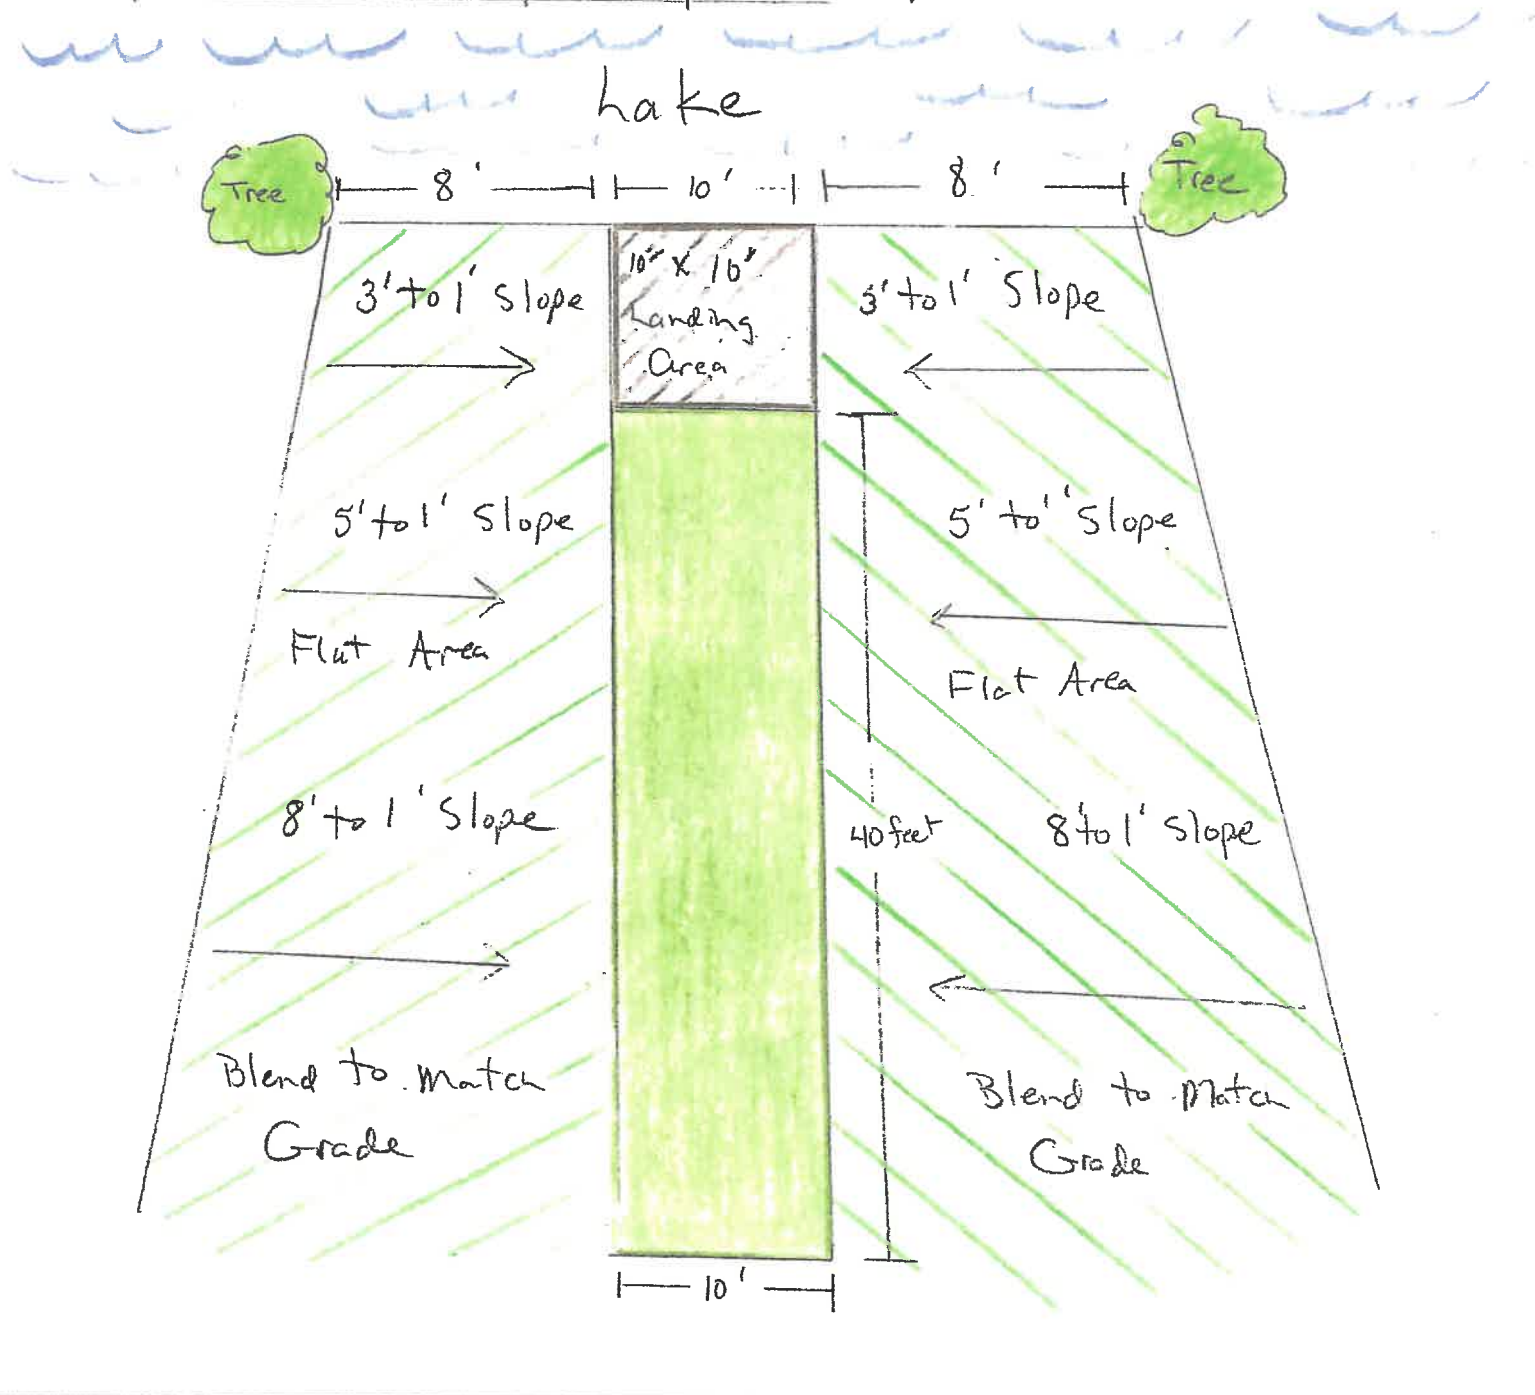 Lake
Tree
8'
10'
8'
Tree
10" x 10"
Landing
Area
3' to 1' Slope
3' to 1' Slope
5' to 1' Slope
5' to 1' Slope
Flat Area
Flat Area
8' to 1' Slope
40 feet
8' to 1' Slope
Blend to Match
Grade
Blend to Match
Grade
10'